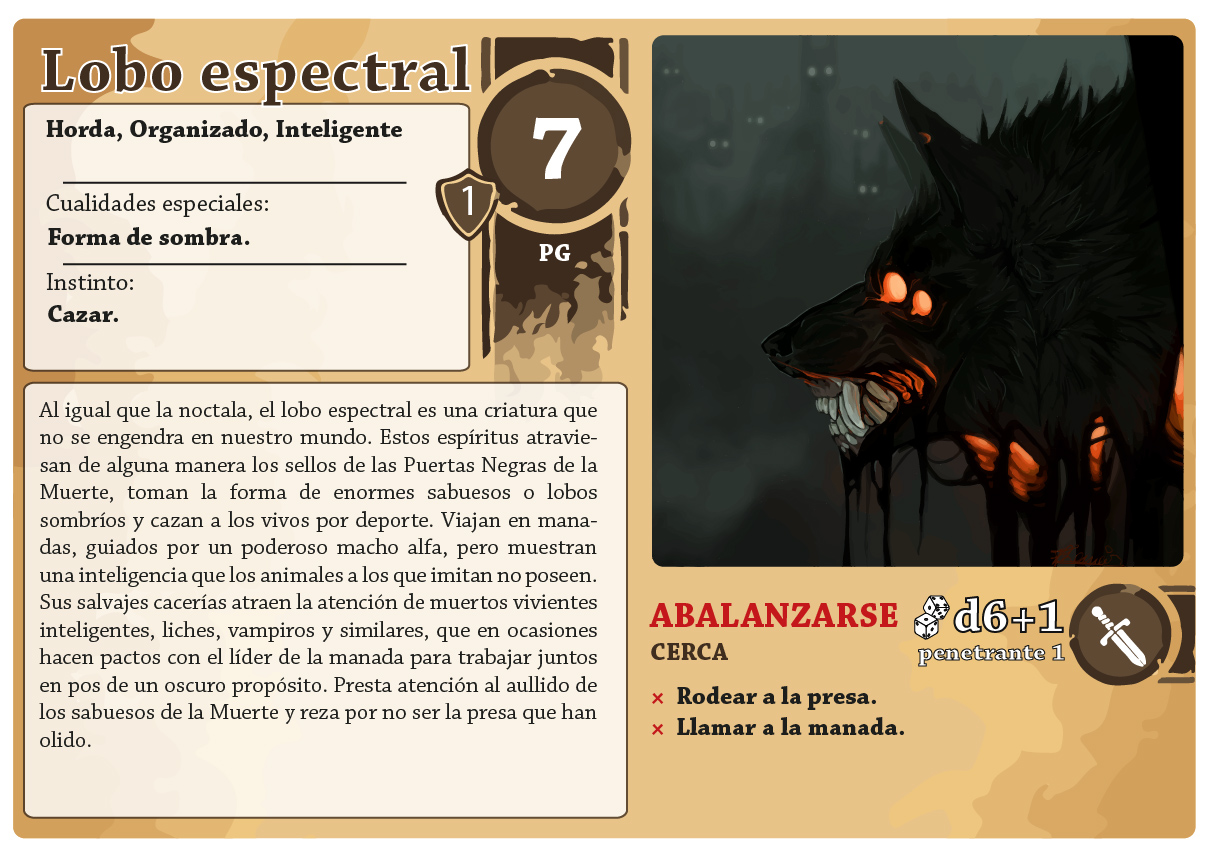 Lobo espectral
Horda, Organizado, Inteligente
Cualidades especiales:
Forma de sombra.
Instinto:
Cazar.
1
7
PG
Al igual que la noctala, el lobo espectral es una criatura que
no se engendra en nuestro mundo. Estos espíritus atravie-
san de alguna manera los sellos de las Puertas Negras de la
Muerte, toman la forma de enormes sabuesos o lobos
sombríos y cazan a los vivos por deporte. Viajan en mana-
das, guiados por un poderoso macho alfa, pero muestran
una inteligencia que los animales a los que imitan no poseen.
Sus salvajes cacerías atraen la atención de muertos vivientes
inteligentes, liches, vampiros y similares, que en ocasiones
hacen pactos con el líder de la manada para trabajar juntos
en pos de un oscuro propósito. Presta atención al aullido de
los sabuesos de la Muerte y reza por no ser la presa que han
olido.
ABALANZARSE d6+1
CERCA penetrante 1
× Rodear a la presa.
× Llamar a la manada.